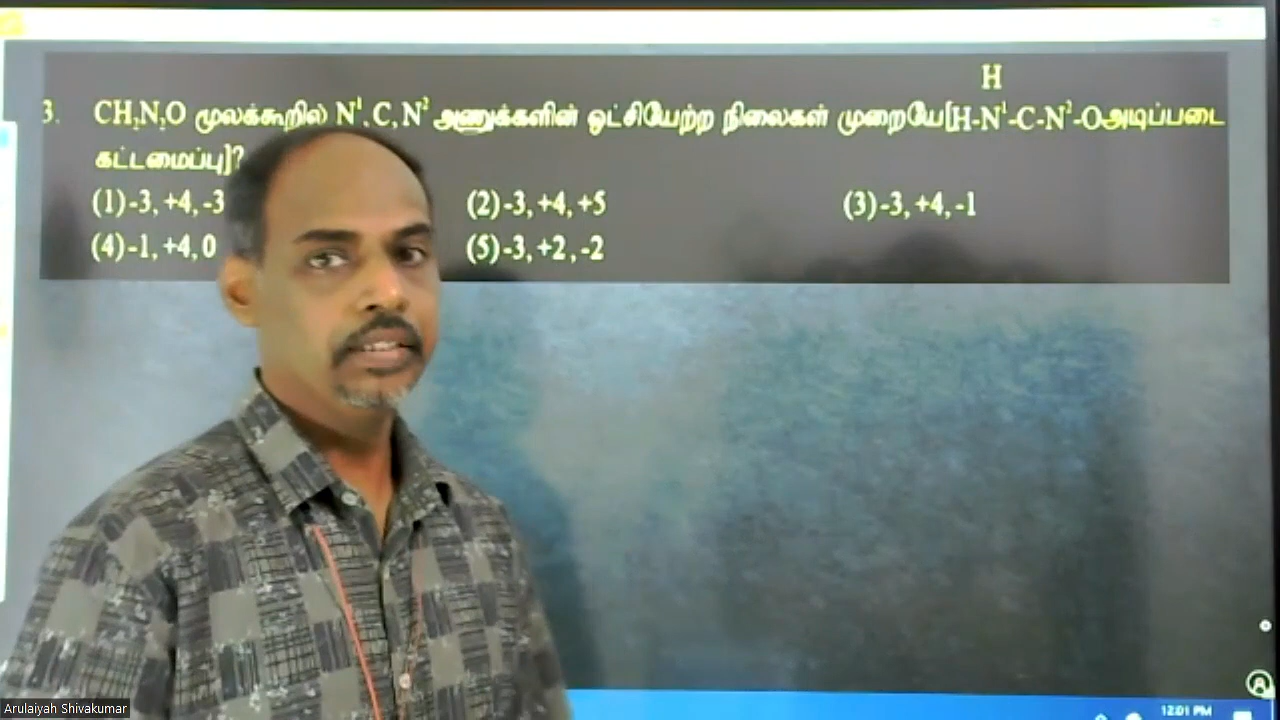 H
3. CH₂N₂O மூலக்கூறில் N¹, C, N² அணுக்களின் ஒட்சியேற்ற நிலைகள் முறையே[H-N¹-C-N²-Oஅடிப்படை
கட்டமைப்பு]?
(1) -3, +4, -3 (2) -3, +4, +5 (3) -3, +4, -1
(4) -1, +4, 0 (5) -3, +2 , -2
Arulaiyah Shivakumar
12:01 PM